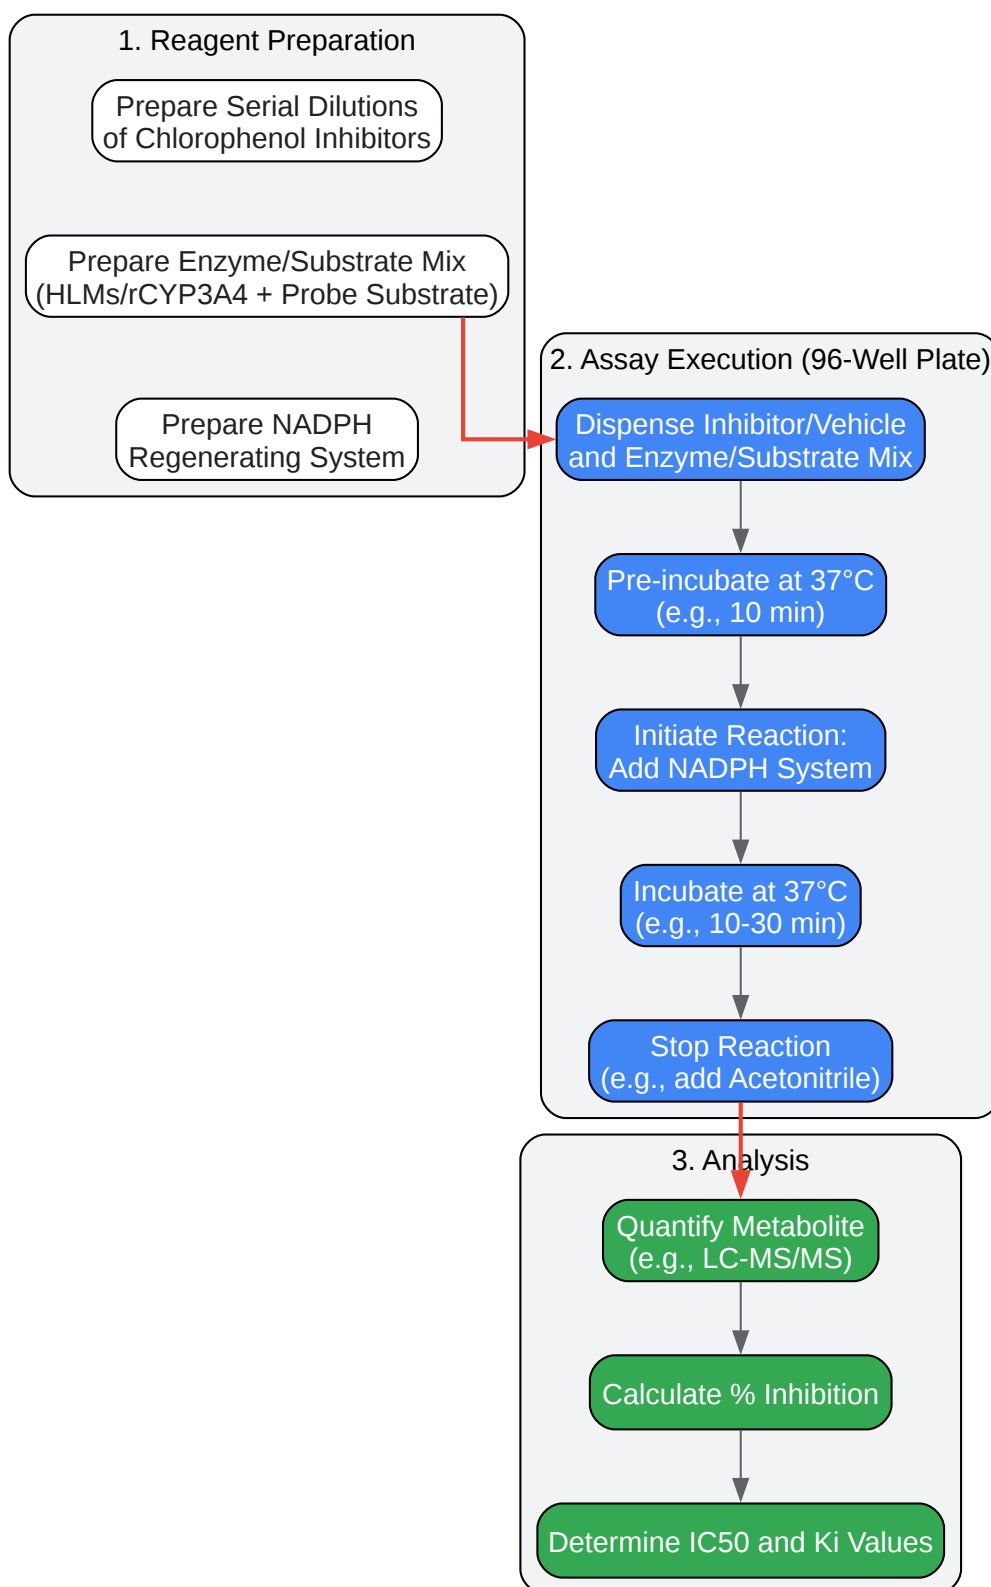 1. Reagent Preparation
Prepare Serial Dilutions
of Chlorophenol Inhibitors
Prepare Enzyme/Substrate Mix
(HLMs/rCYP3A4 + Probe Substrate)
Prepare NADPH
Regenerating System
2. Assay Execution (96-Well Plate)
Dispense Inhibitor/Vehicle
and Enzyme/Substrate Mix
Pre-incubate at 37°C
(e.g., 10 min)
Initiate Reaction:
Add NADPH System
Incubate at 37°C
(e.g., 10-30 min)
Stop Reaction
(e.g., add Acetonitrile)
3. Analysis
Quantify Metabolite
(e.g., LC-MS/MS)
Calculate % Inhibition
Determine IC50 and Ki Values